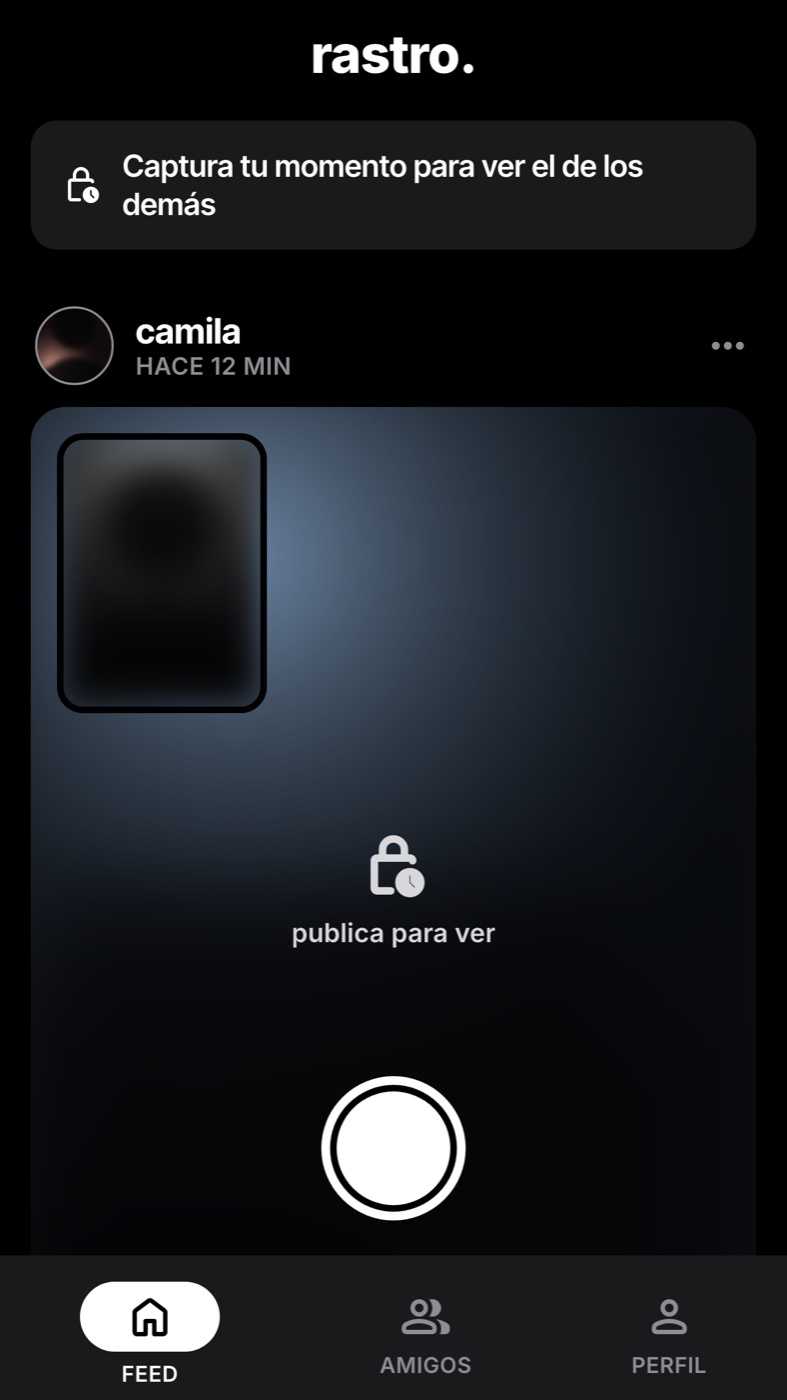 rastro.
Captura tu momento para ver el de los
demás
camila
HACE 12 MIN
publica para ver
FEED
AMIGOS
PERFIL